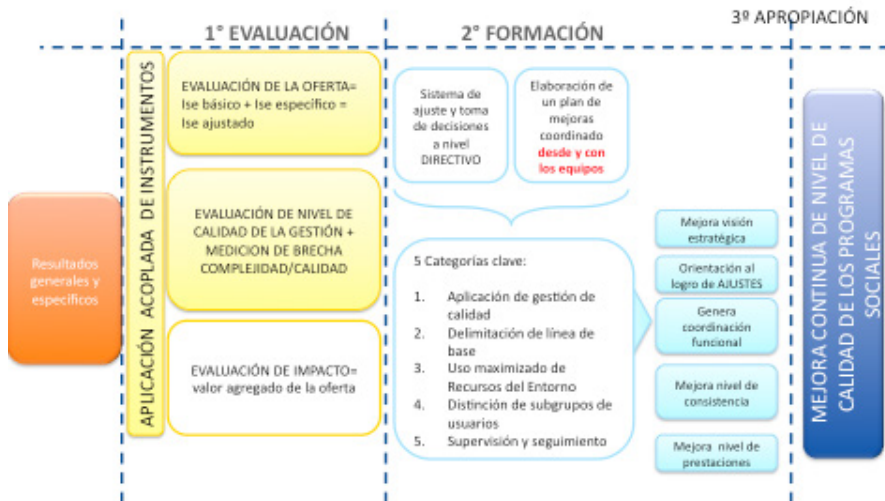 1° EVALUACIÓN
2° FORMACIÓN
3º APROPIACIÓN
Resultados
generales y
específicos
APLICACIÓN ACOPLADA DE INSTRUMENTOS
EVALUACIÓN DE LA OFERTA=
Ise básico + Ise específico =
Ise ajustado
EVALUACIÓN DE NIVEL DE
CALIDAD DE LA GESTIÓN +
MEDICION DE BRECHA
COMPLEJIDAD/CALIDAD
EVALUACIÓN DE IMPACTO=
valor agregado de la oferta
Sistema de
ajuste y toma
de decisiones
a nivel
DIRECTIVO
Elaboración de
un plan de
mejoras
coordinado
desde y con
los equipos
5 Categorías clave:
1. Aplicación de gestión de
calidad
2. Delimitación de línea de
base
3. Uso maximizado de
Recursos del Entorno
4. Distinción de subgrupos de
usuarios
5. Supervisión y seguimiento
Mejora visión
estratégica
Orientación al
logro de AJUSTES
Genera
coordinación
funcional
Mejora nivel de
consistencia
Mejora nivel de
prestaciones
MEJORA CONTINUA DE NIVEL DE
CALIDAD DE LOS PROGRAMAS
SOCIALES